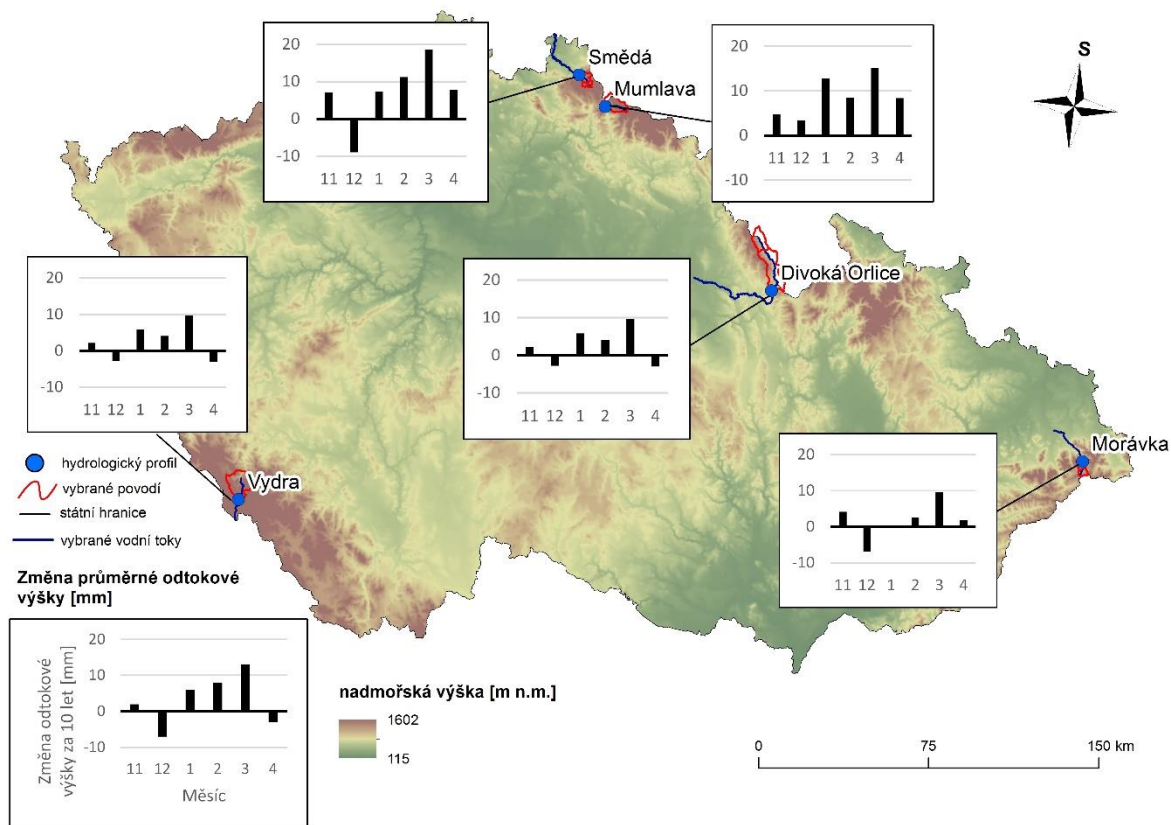 20
10
0
-10
11 12 1 2 3 4
Smědá
Mumlava
20
10
0
-10
11 12 1 2 3 4
S
20
10
0
-10
11 12 1 2 3 4
20
10
0
-10
11 12 1 2 3 4
Divoká Orlice
20
10
0
-10
11 12 1 2 3 4
Morávka
Vydra
hydrologický profil
vybrané povodí
státní hranice
vybrané vodní toky
Změna průměrné odtokové
výšky [mm]
Změna odtokové
výšky za 10 let [mm]
20
10
0
-10
11 12 1 2 3 4
Měsíc
nadmořská výška [m n.m.]
1602
115
0 75 150 km